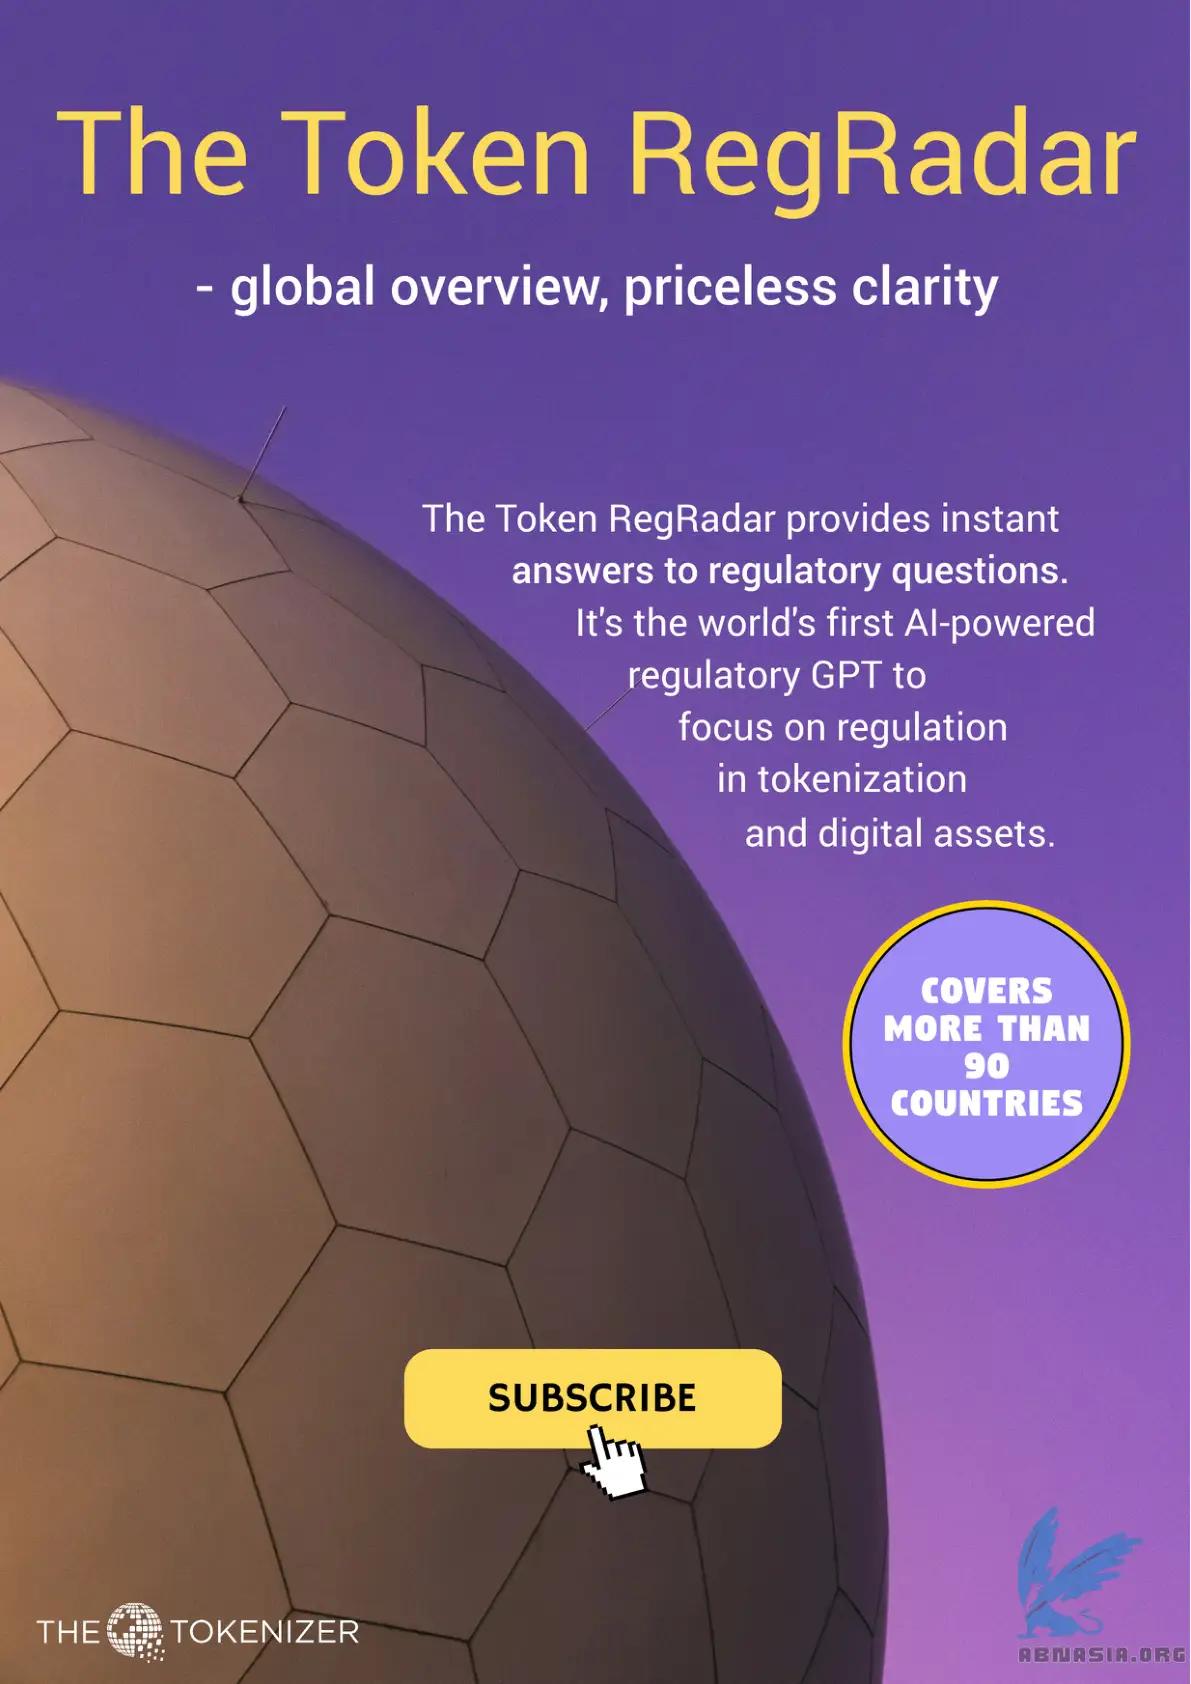 The Token RegRadar
- global overview, priceless clarity
The Token RegRadar provides instant
answers to regulatory questions.
It's the world's first AI-powered
regulatory GPT to
focus on regulation
in tokenization
and digital assets.
COVERS
MORE THAN
90
COUNTRIES
SUBSCRIBE
THE TOKENIZER
ABNASIA.ORG